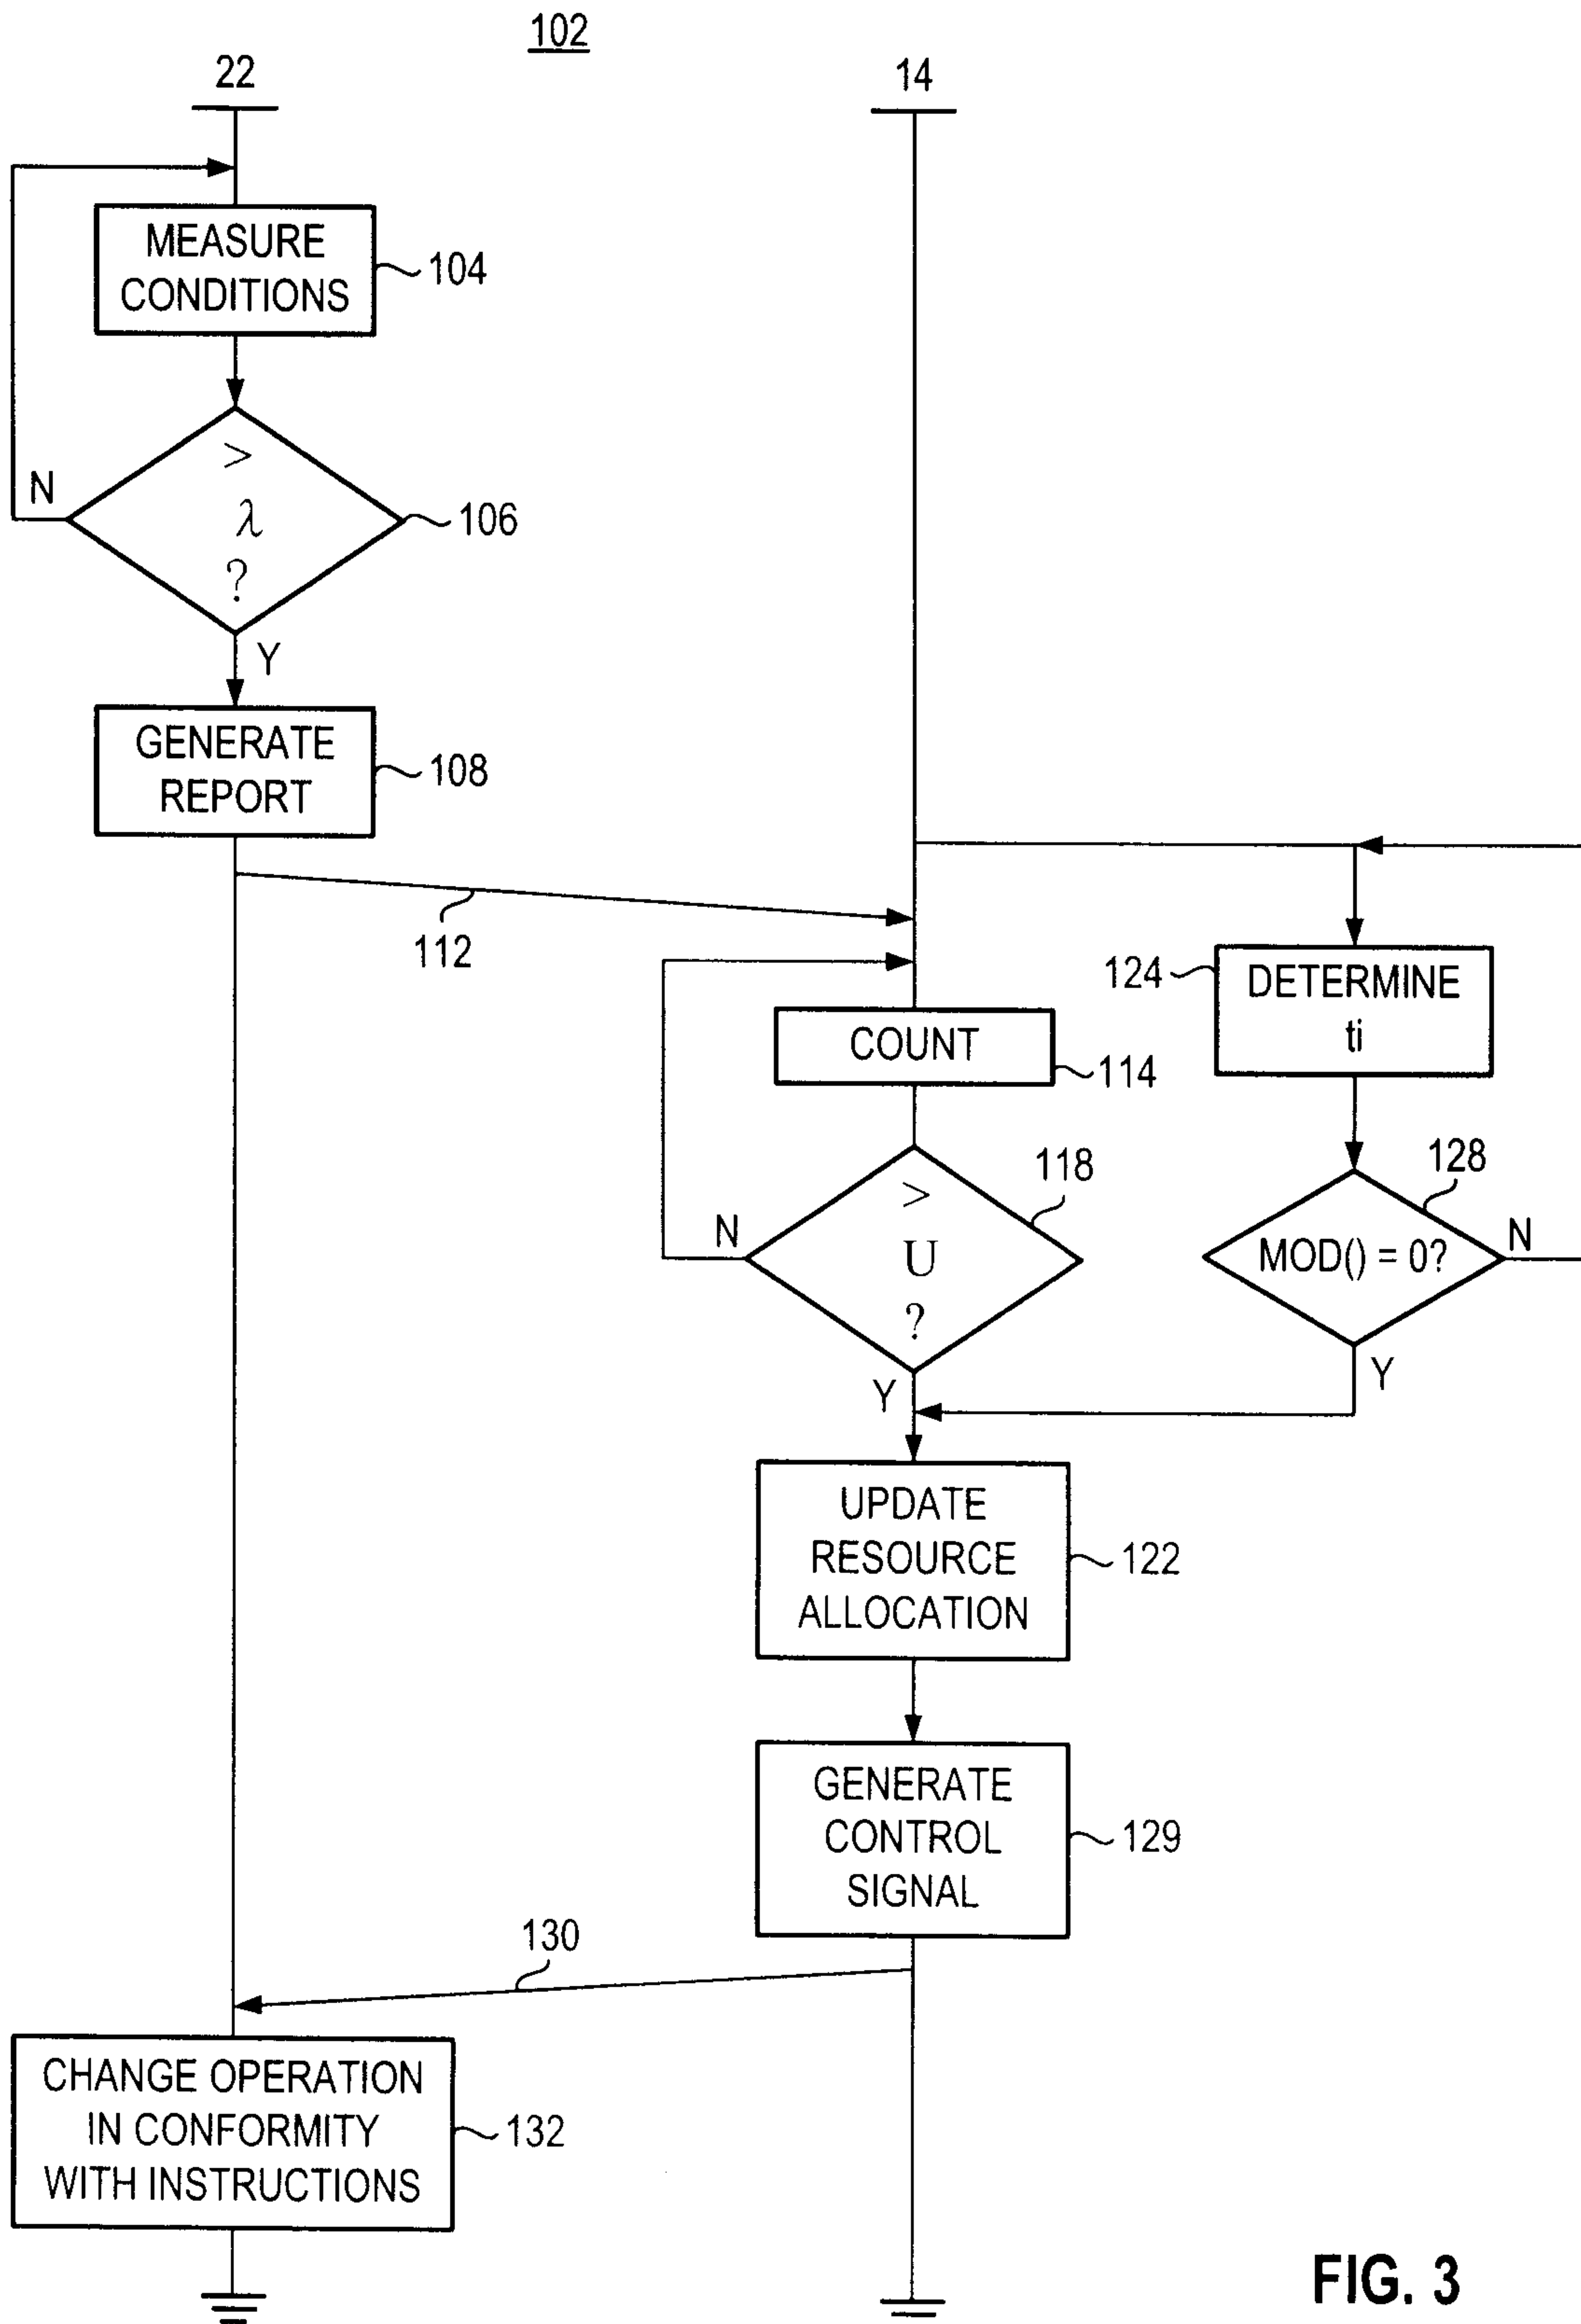 102
22
14
MEASURE
CONDITIONS
104
>
λ
?
N
106
Y
GENERATE
REPORT
108
112
124
DETERMINE
ti
COUNT
114
128
118
>
U
?
N
MOD() = 0?
N
Y
Y
UPDATE
RESOURCE
ALLOCATION
122
GENERATE
CONTROL
SIGNAL
129
130
CHANGE OPERATION
IN CONFORMITY
WITH INSTRUCTIONS
132
FIG. 3